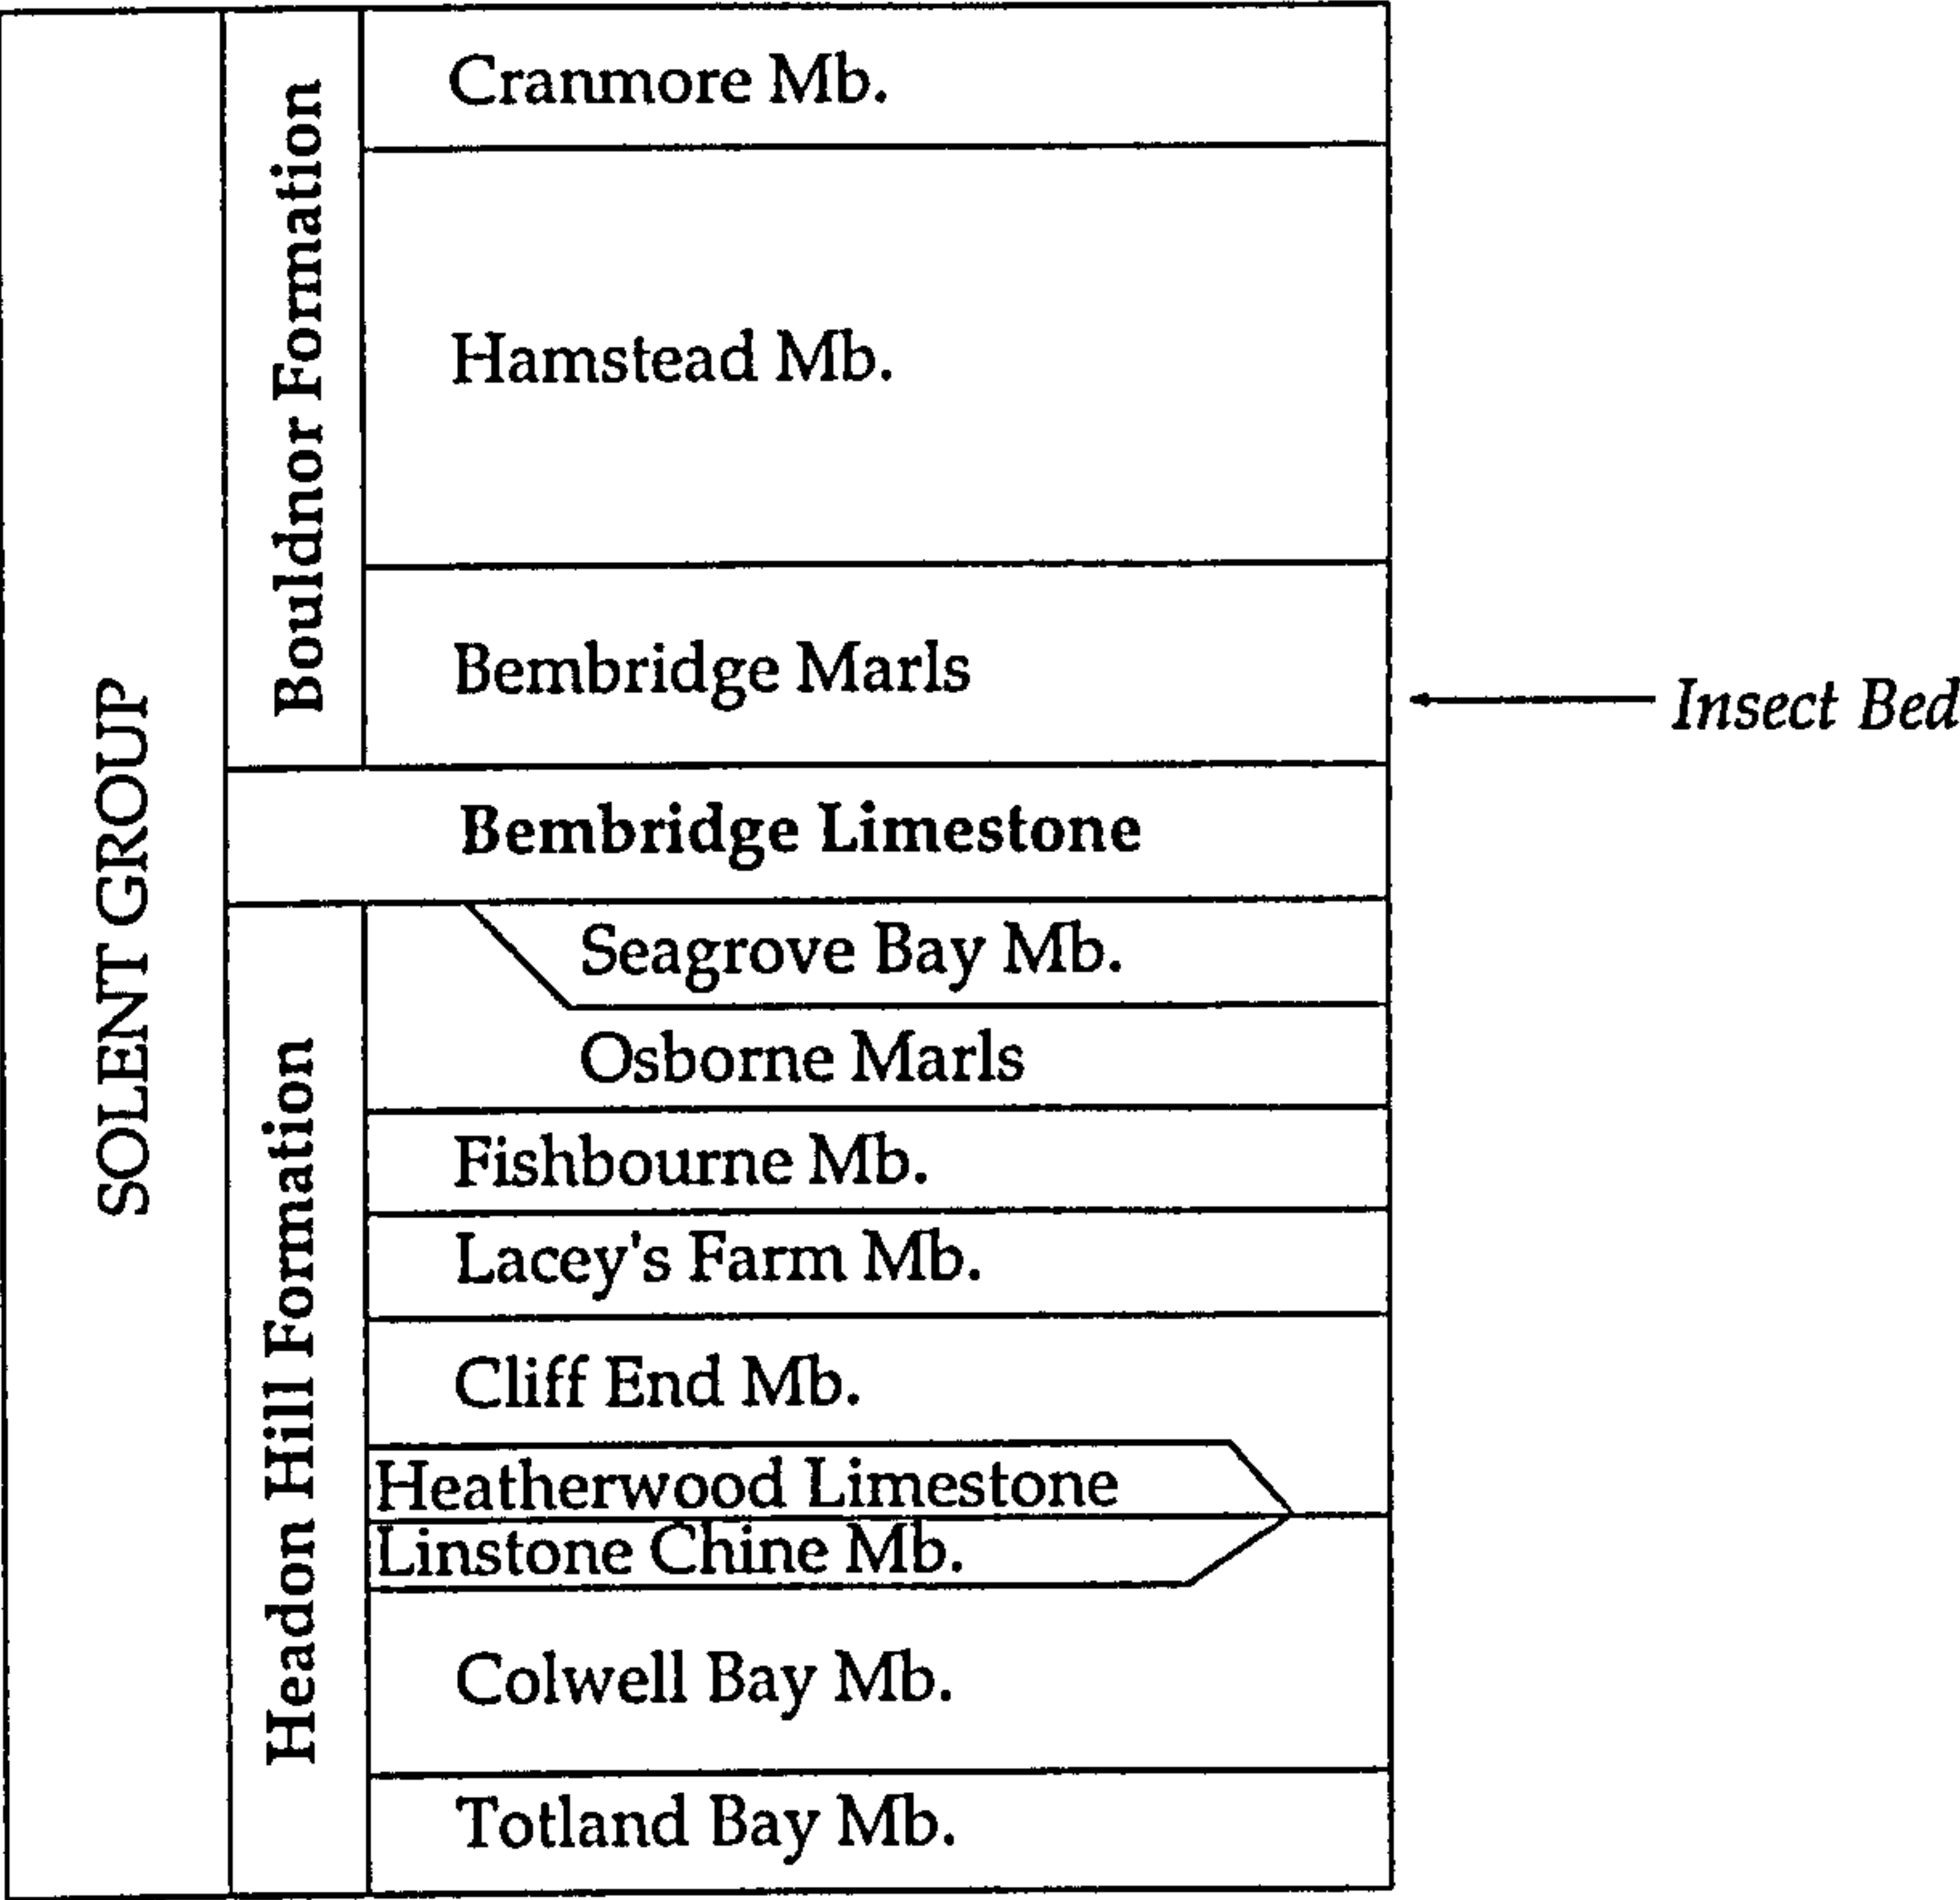 SOLENT GROUP
Bouldnor Formation
Cranmore Mb.
Hamstead Mb.
Bembridge Marls
Insect Bed
Bembridge Limestone
Headon Hill Formation
Seagrove Bay Mb.
Osborne Marls
Fishbourne Mb.
Lacey's Farm Mb.
Cliff End Mb.
Heatherwood Limestone
Linstone Chine Mb.
Colwell Bay Mb.
Totland Bay Mb.